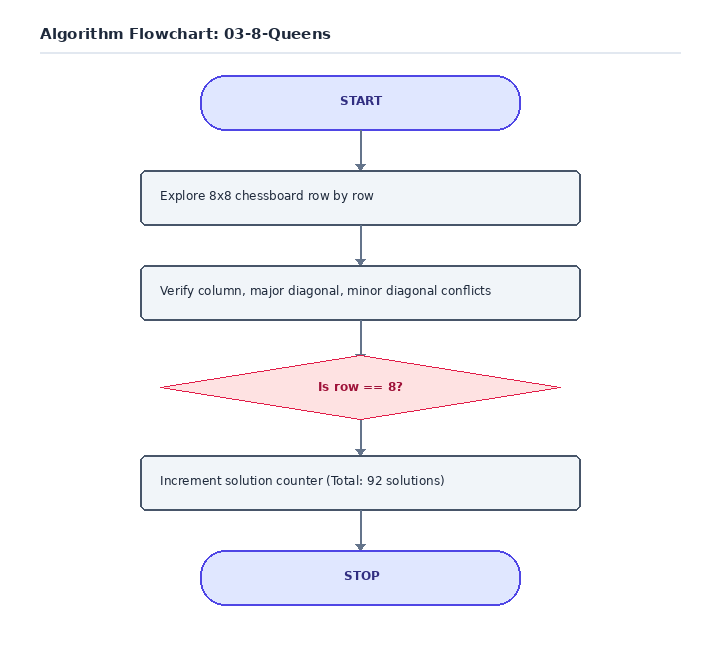 Algorithm Flowchart: 03-8-Queens
START
Explore 8x8 chessboard row by row
Verify column, major diagonal, minor diagonal conflicts
Is row == 8?
Increment solution counter (Total: 92 solutions)
STOP